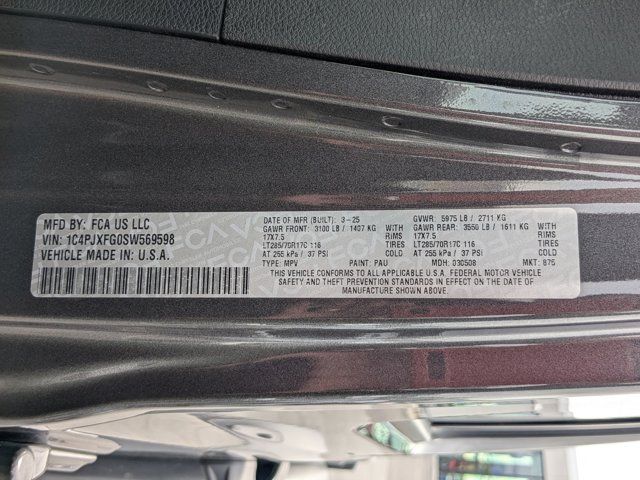 MFD BY: FCA US LLC
VIN: 1C4PJXFG0SW569598
VEHICLE MADE IN: U.S.A.
DATE OF MFR (BUILT): 3-25
GAWR FRONT: 3100 LB / 1407 KG WITH
17X7.5 RIMS
LT285/70R17C 116 TIRES
AT 255 kPa / 37 PSI COLD
TYPE: MPV PAINT: PAU
GVWR: 5975 LB / 2711 KG
GAWR REAR: 3550 LB / 1611 KG WITH
17X7.5 RIMS
LT285/70R17C 116 TIRES
AT 255 kPa / 37 PSI COLD
MDH: 030508 MKT: 876
THIS VEHICLE CONFORMS TO ALL APPLICABLE U.S.A. FEDERAL MOTOR VEHICLE
SAFETY AND THEFT PREVENTION STANDARDS IN EFFECT ON THE DATE OF
MANUFACTURE SHOWN ABOVE.